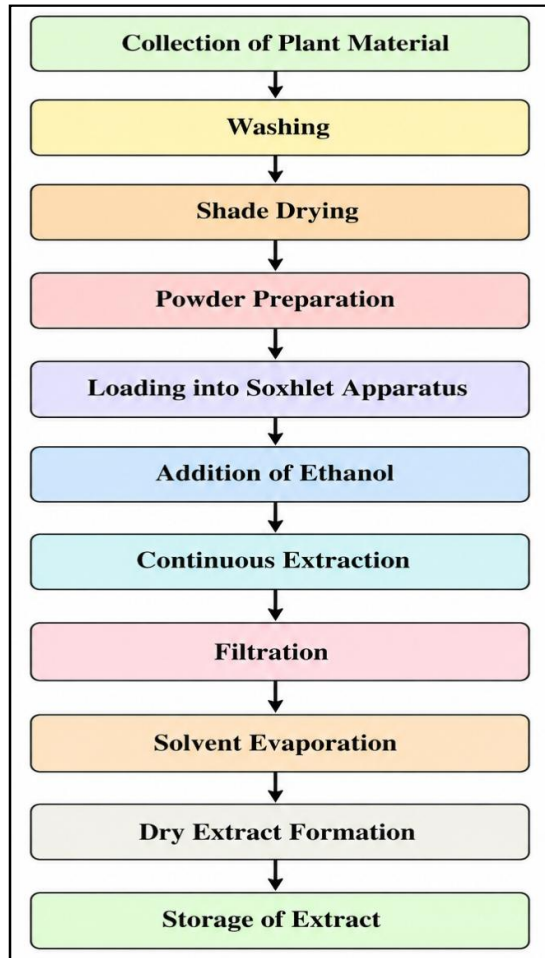 Collection of Plant Material
Washing
Shade Drying
Powder Preparation
Loading into Soxhlet Apparatus
Addition of Ethanol
Continuous Extraction
Filtration
Solvent Evaporation
Dry Extract Formation
Storage of Extract